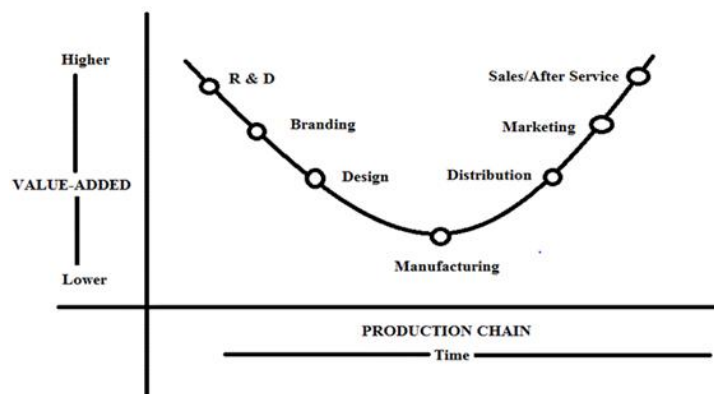 Higher
VALUE-ADDED
Lower
R & D
Branding
Design
Manufacturing
Distribution
Marketing
Sales/After Service
PRODUCTION CHAIN
Time